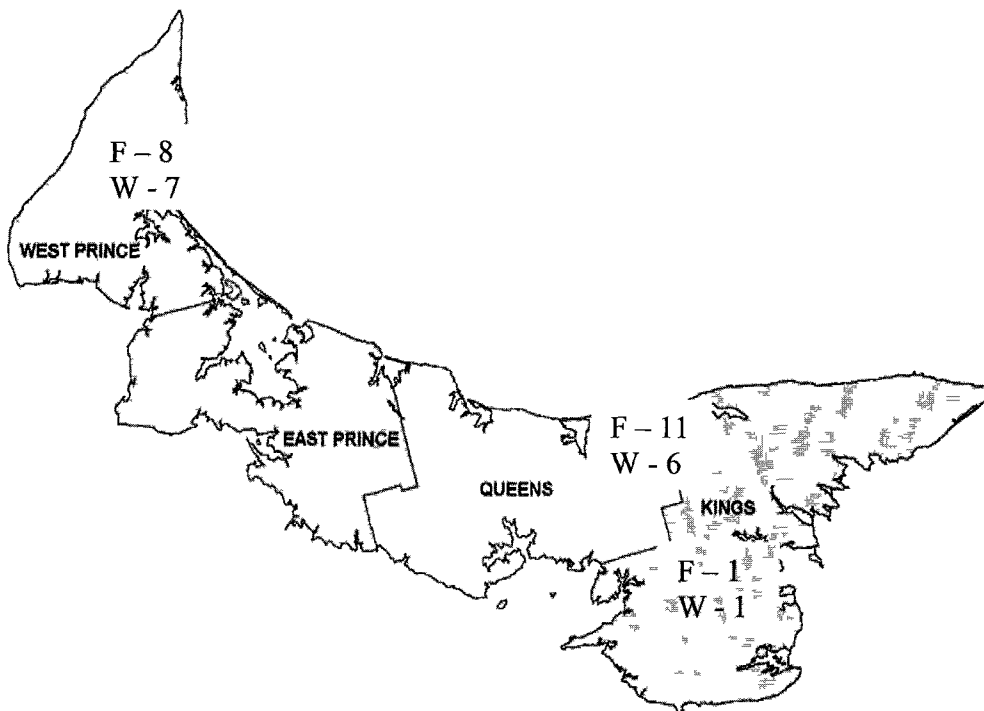 F – 8
W - 7
WEST PRINCE
EAST PRINCE
F – 11
W - 6
QUEENS
KINGS
F – 1
W - 1